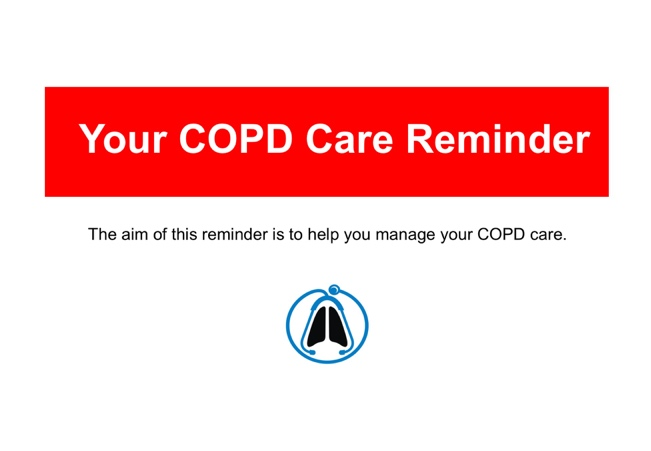 Your COPD Care Reminder
The aim of this reminder is to help you manage your COPD care.